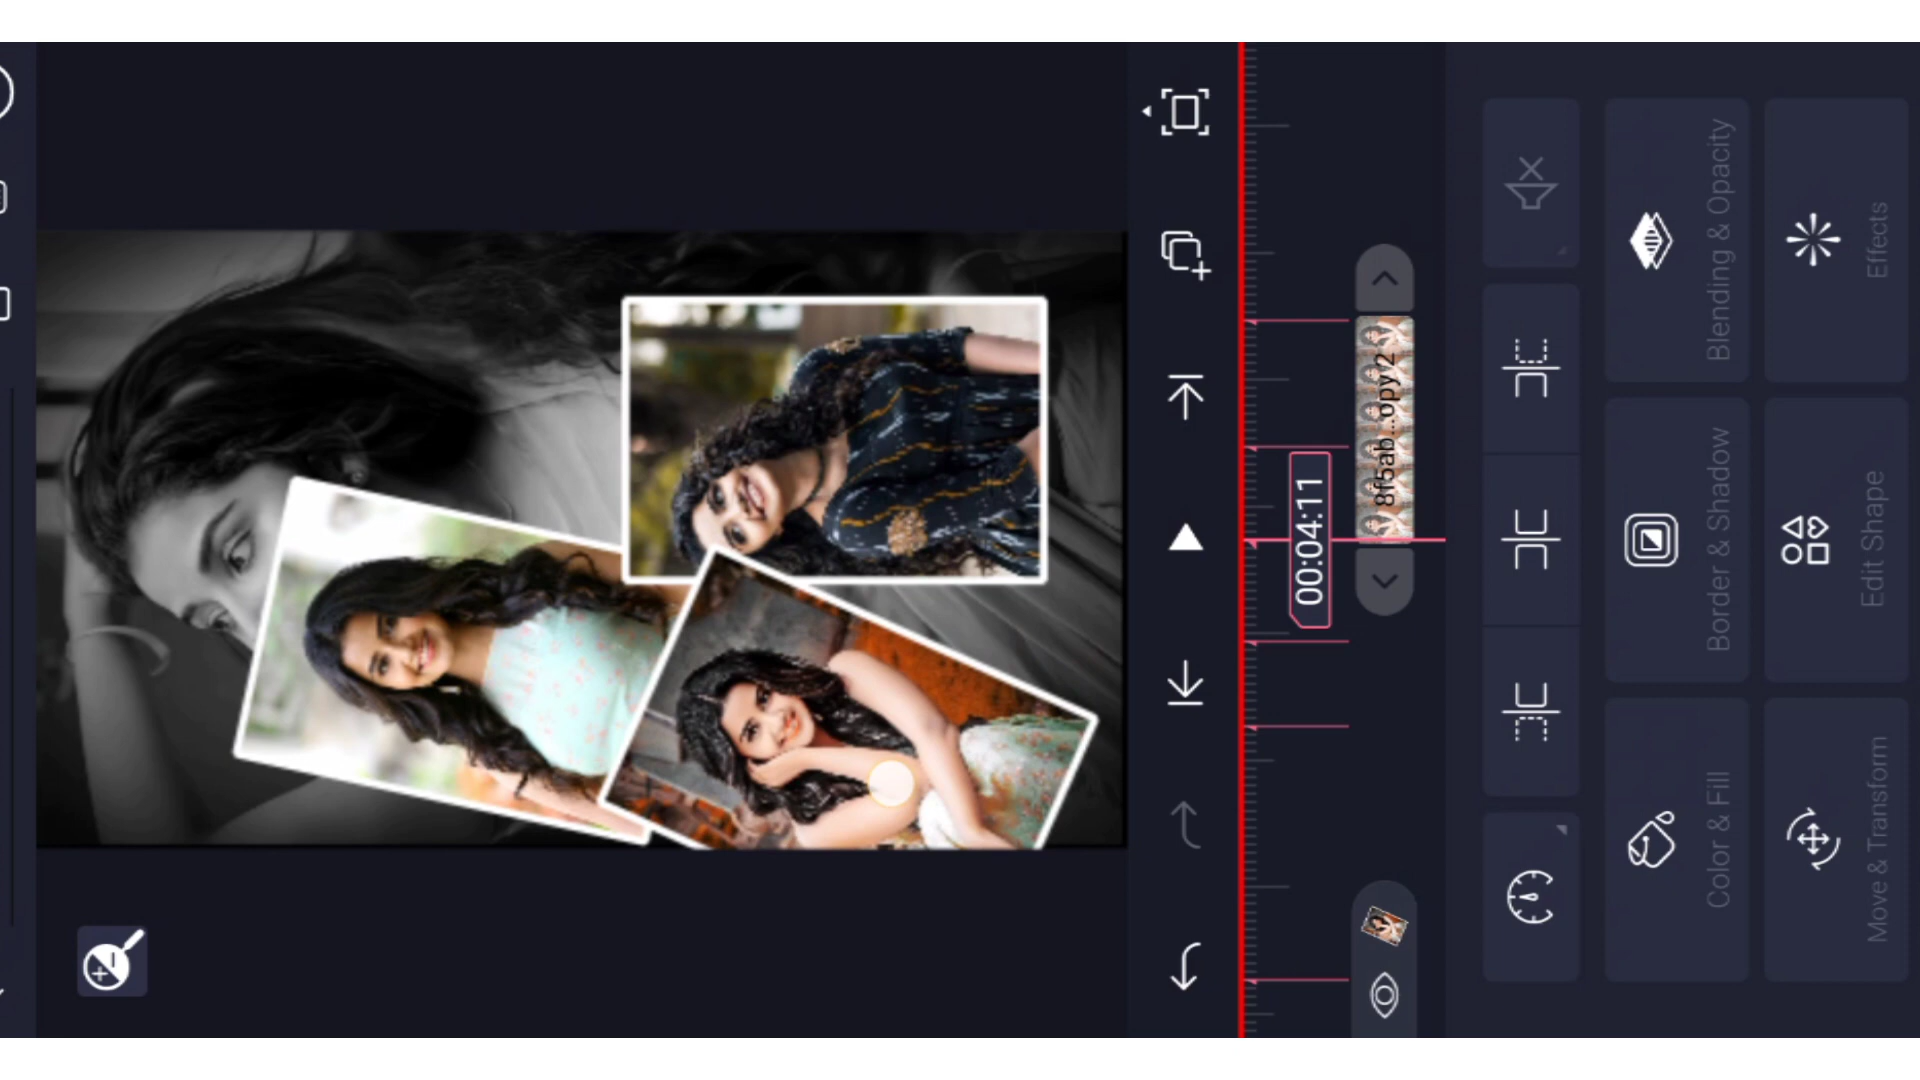 00:04:11
8f5ab...opy2
Color & Fill
Border & Shadow
Blending & Opacity
Move & Transform
Edit Shape
Effects